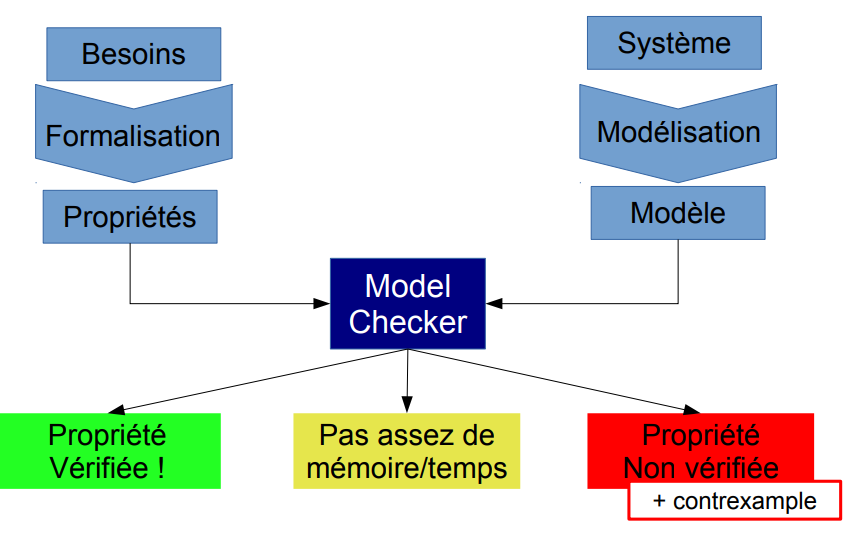 Besoins
Système
Formalisation
Modélisation
Propriétés
Modèle
Model
Checker
Propriété
Vérifiée !
Pas assez de
mémoire/temps
Propriété
Non vérifiée
+ contrexample